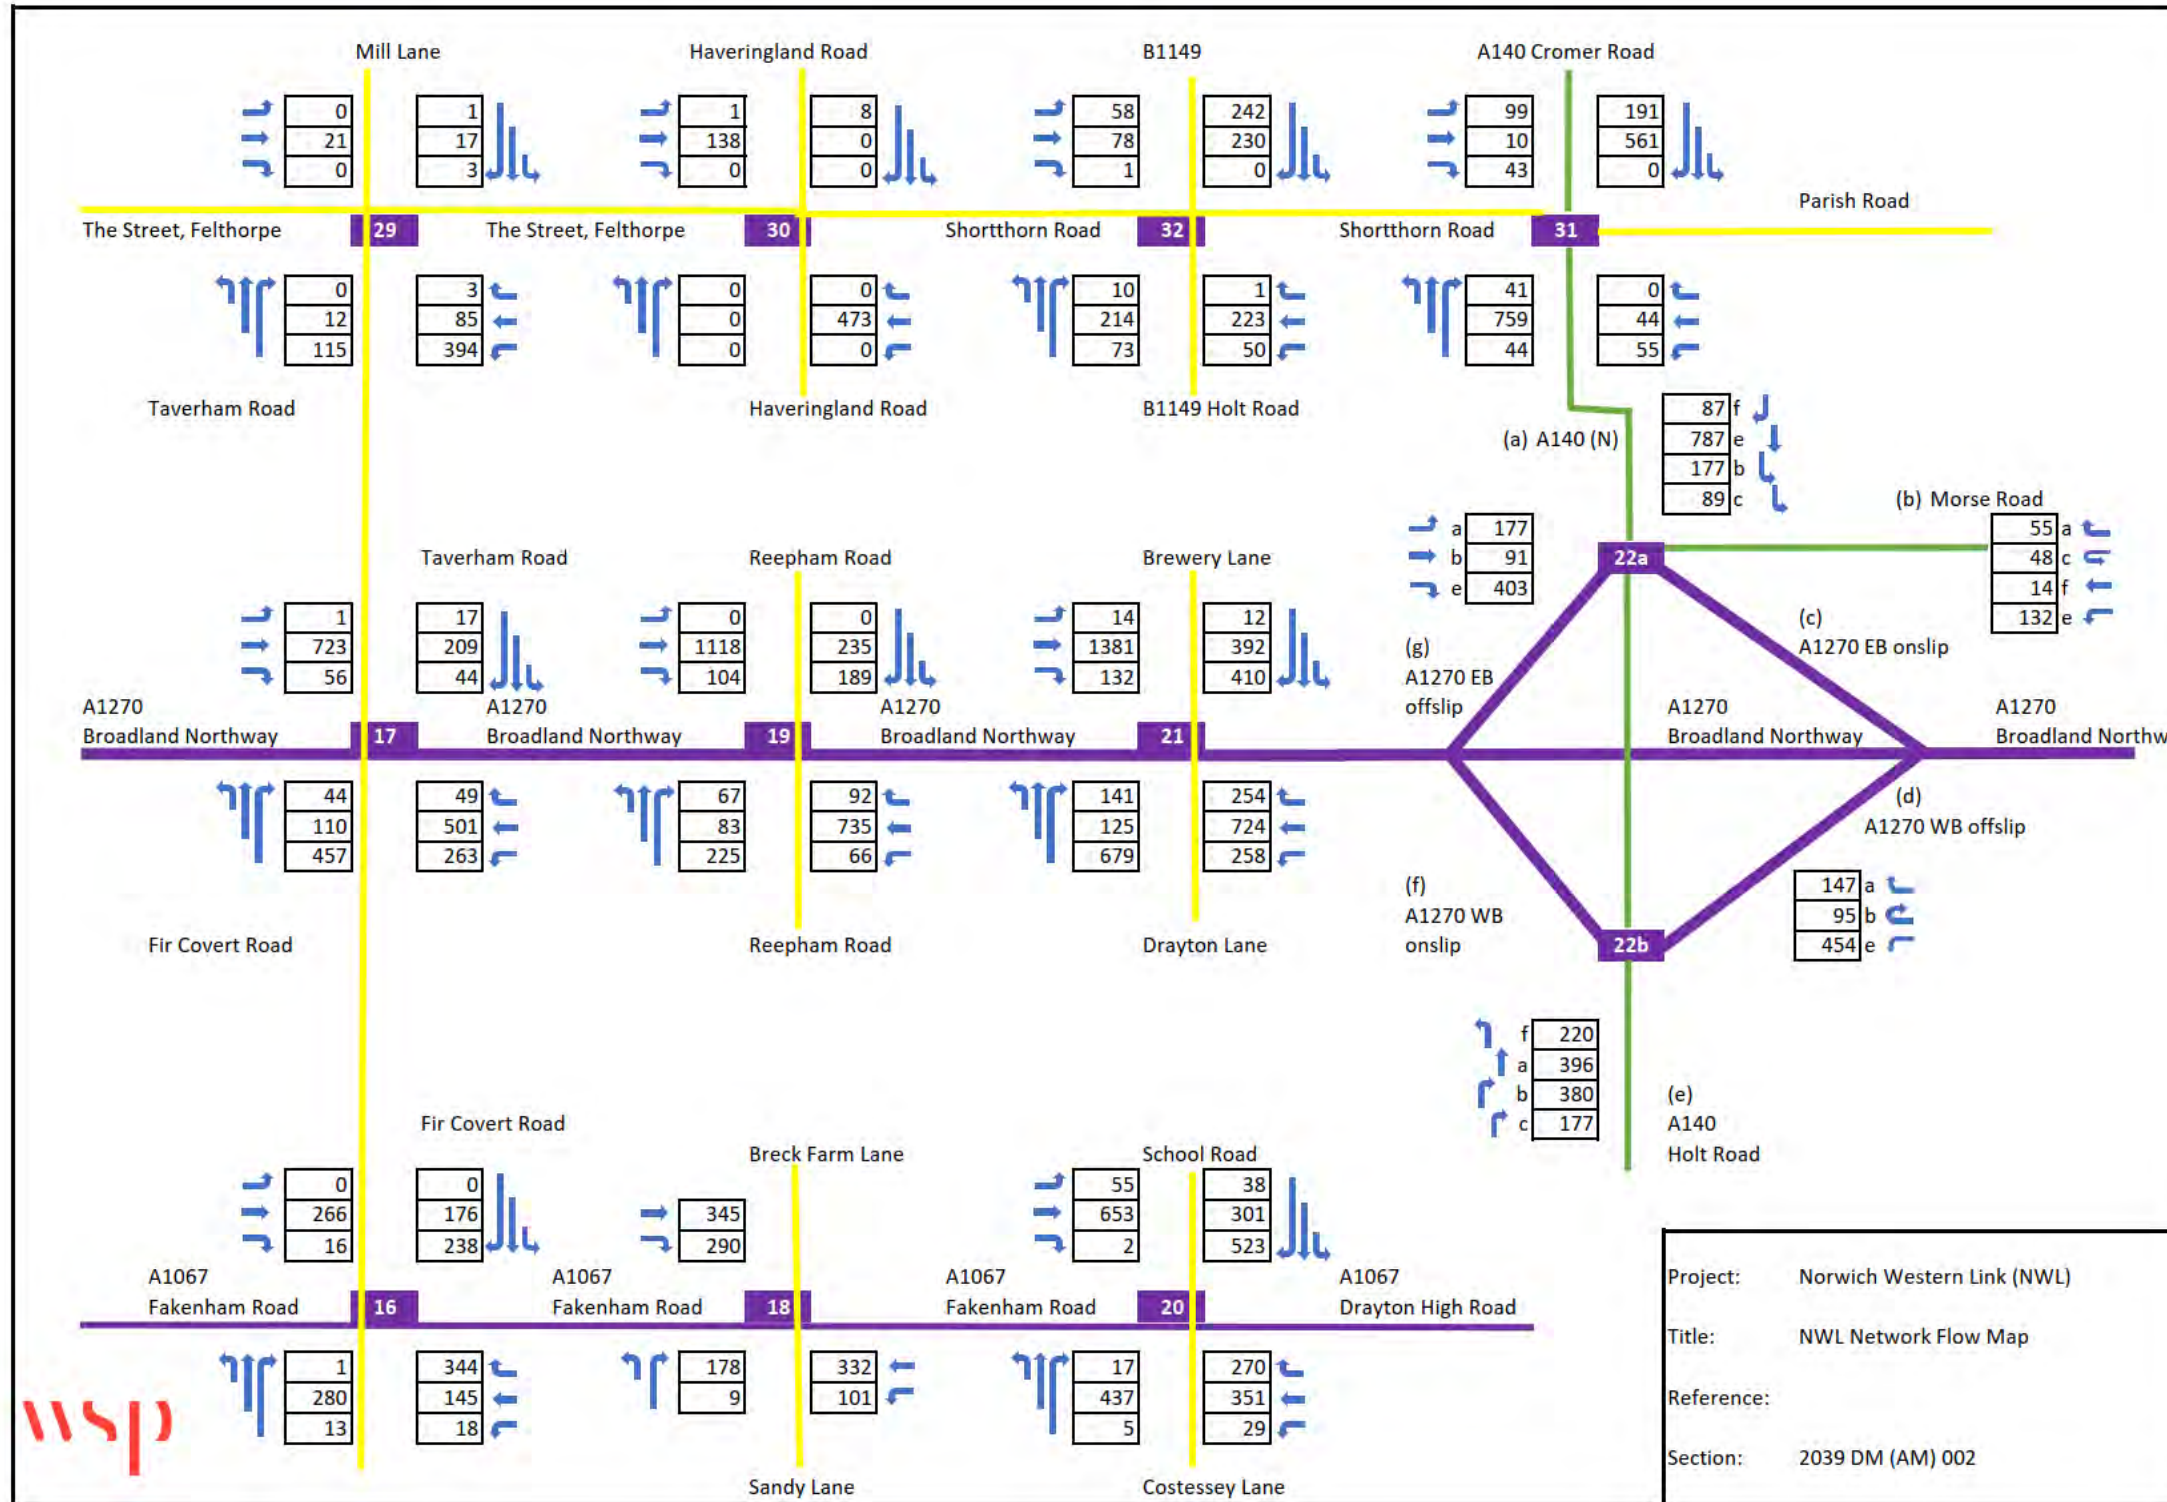 Mill Lane Haveringland Road B1149 A140 Cromer Road
0 1 1 8 58 242 99 191
21 17 138 0 78 230 10 561
0 3 0 0 1 0 43 0
Parish Road
The Street, Felthorpe 29 The Street, Felthorpe 30 Shortthorn Road 32 Shortthorn Road 31
0 3 0 0 10 1 41 0
12 85 0 473 214 223 759 44
115 394 0 0 73 50 44 55
Taverham Road Haveringland Road B1149 Holt Road
87 f
(a) A140 (N) 787 e
177 b
89 c
(b) Morse Road
a 177
b 91
e 403
55 a
48 c
14 f
132 e
22a
Taverham Road Reepham Road Brewery Lane
1 17 0 0 14 12
723 209 1118 235 1381 392
56 44 104 189 132 410
(c)
A1270 EB onslip
(g)
A1270 EB
offslip
A1270 A1270 A1270 A1270 A1270
Broadland Northway 17 Broadland Northway 19 Broadland Northway 21 Broadland Northway Broadland Northw
44 49 67 92 141 254
110 501 83 735 125 724
457 263 225 66 679 258
(d)
A1270 WB offslip
(f)
A1270 WB
onslip
147 a
95 b
454 e
Fir Covert Road Reepham Road Drayton Lane 22b
f 220
a 396
b 380
c 177
(e)
A140
Holt Road
Fir Covert Road Breck Farm Lane School Road
0 0 55 38
266 176 345 653 301
16 238 290 2 523
A1067 A1067 A1067 A1067
Fakenham Road 16 Fakenham Road 18 Fakenham Road 20 Drayton High Road
1 344 178 332 17 270
280 145 9 101 437 351
13 18 5 29
Sandy Lane Costessey Lane
wsp
Project: Norwich Western Link (NWL)
Title: NWL Network Flow Map
Reference:
Section: 2039 DM (AM) 002